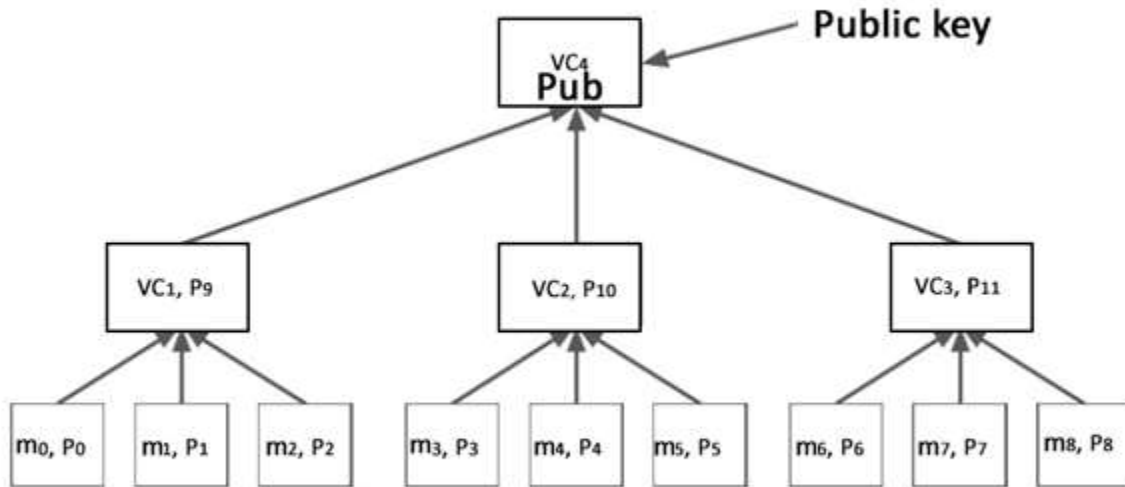 Public key
VC₄
Pub
VC₁, P₉
VC₂, P₁₀
VC₃, P₁₁
m₀, P₀
m₁, P₁
m₂, P₂
m₃, P₃
m₄, P₄
m₅, P₅
m₆, P₆
m₇, P₇
m₈, P₈